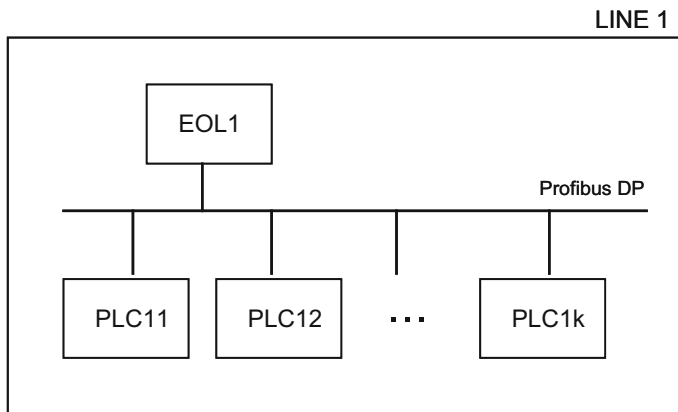 LINE 1
EOL1
Profibus DP
PLC11
PLC12
...
PLC1k